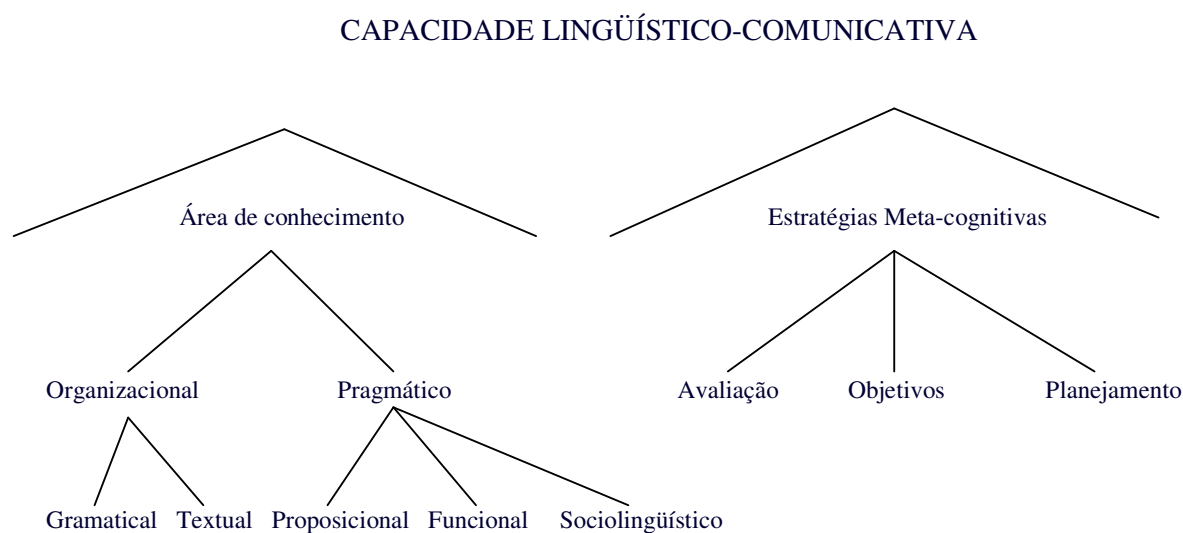 CAPACIDADE LINGÜÍSTICO-COMUNICATIVA
Área de conhecimento Estratégias Meta-cognitivas
Organizacional Pragmático Avaliação Objetivos Planejamento
Gramatical Textual Proposicional Funcional Sociolingüístico